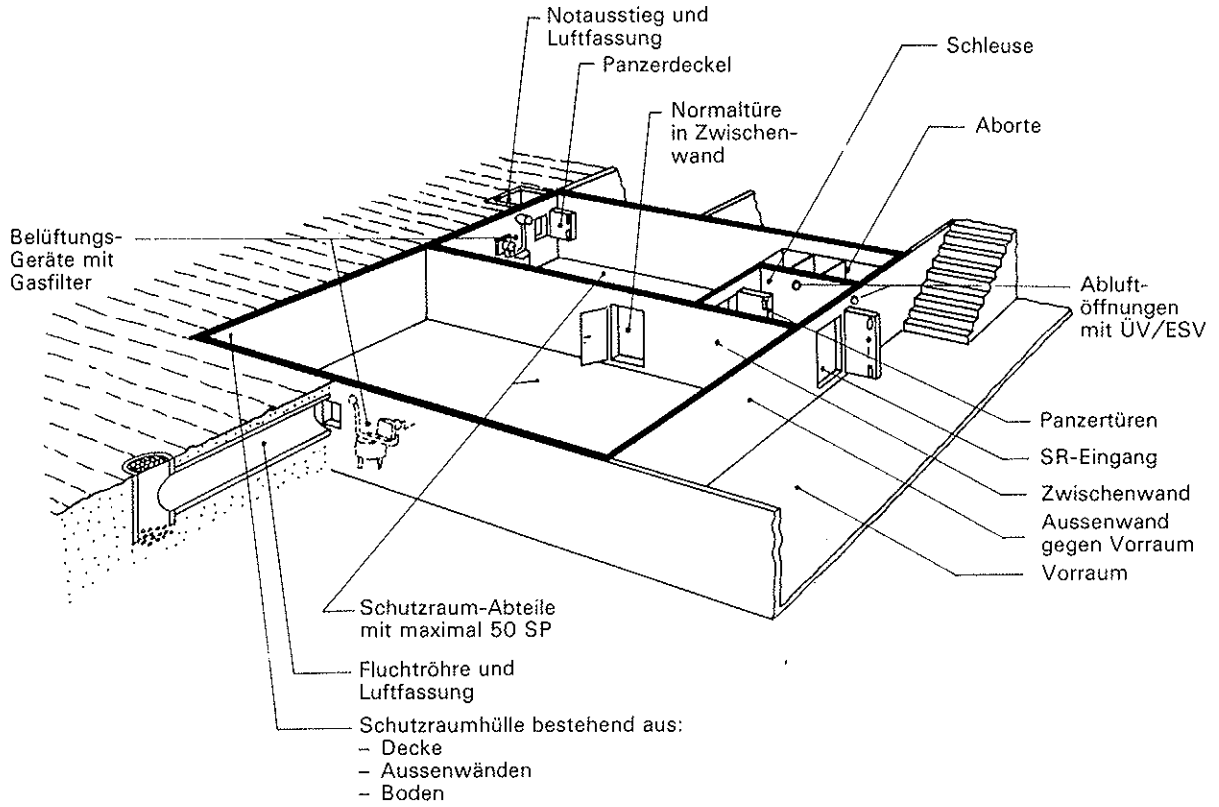 Notausstieg und
Luftfassung
Panzerdeckel
Normaltüre
in Zwischen-
wand
Schleuse
Aborte
Belüftungs-
Geräte mit
Gasfilter
Abluft-
öffnungen
mit ÜV/ESV
Panzertüren
SR-Eingang
Zwischenwand
Aussenwand
gegen Vorraum
Vorraum
Schutzraum-Abteile
mit maximal 50 SP
Fluchtröhre und
Luftfassung
Schutzraumhülle bestehend aus:
– Decke
– Aussenwänden
– Boden